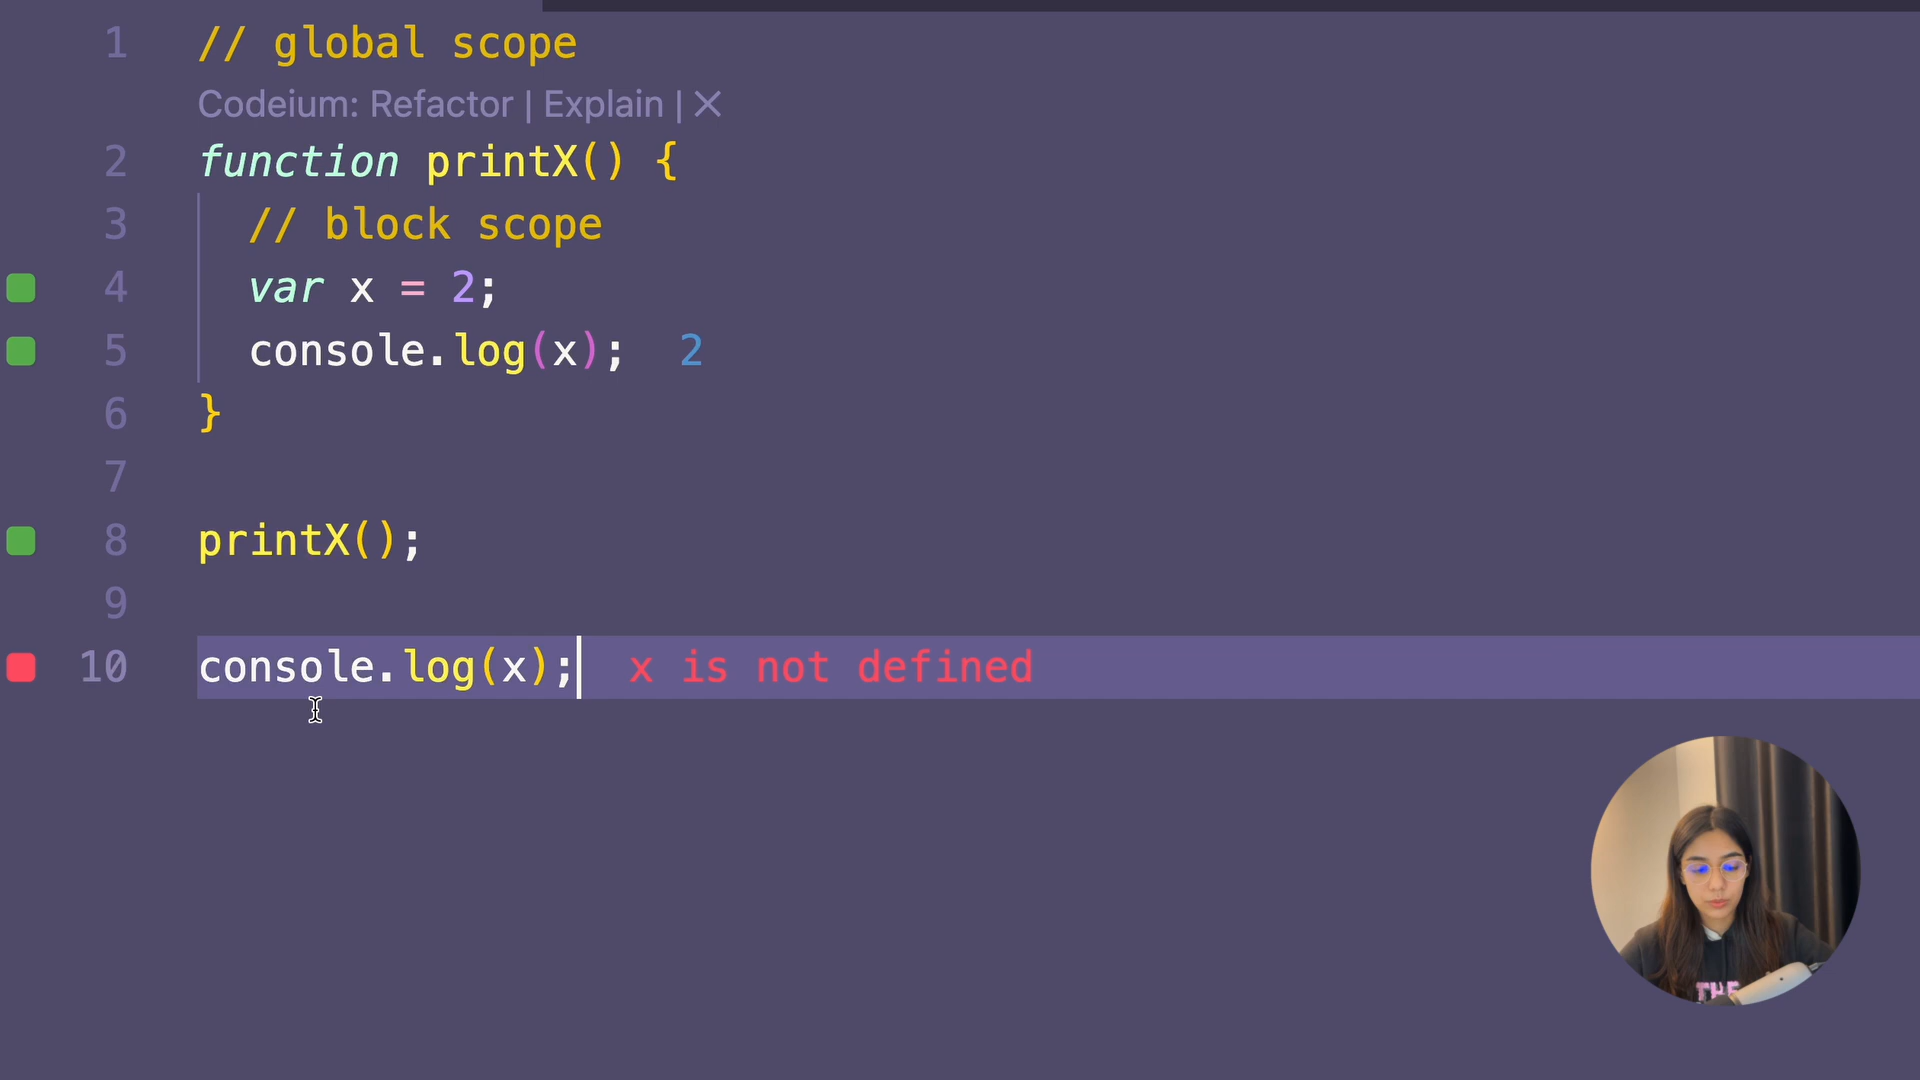 1 // global scope
Codeium: Refactor | Explain | ✕
2 function printX() {
3 // block scope
4 var x = 2;
5 console.log(x); 2
6 }
7
8 printX();
9
10 console.log(x); x is not defined
THE